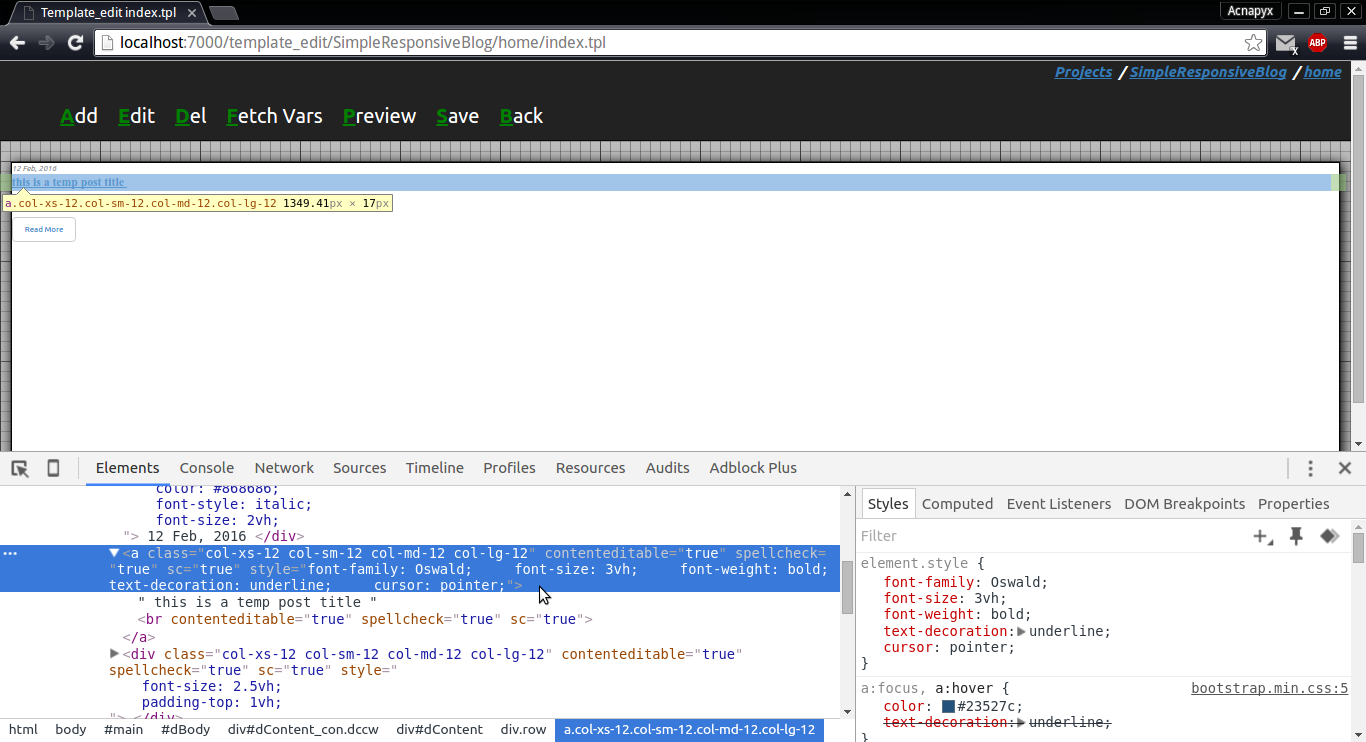 Template_edit index.tpl
Acnapyx
localhost:7000/template_edit/SimpleResponsiveBlog/home/index.tpl
ABP
x
Projects / SimpleResponsiveBlog / home
Add Edit Del Fetch Vars Preview Save Back
12 Feb, 2016
this is a temp post title
a.col-xs-12.col-sm-12.col-md-12.col-lg-12 1349.41px × 17px
Read More
Elements Console Network Sources Timeline Profiles Resources Audits Adblock Plus
color: #868686;
font-style: italic;
font-size: 2vh;
"> 12 Feb, 2016 </div>
<a class="col-xs-12 col-sm-12 col-md-12 col-lg-12" contenteditable="true" spellcheck=
"true" sc="true" style="font-family: Oswald; font-size: 3vh; font-weight: bold;
text-decoration: underline; cursor: pointer;">
" this is a temp post title "
<br contenteditable="true" spellcheck="true" sc="true">
</a>
<div class="col-xs-12 col-sm-12 col-md-12 col-lg-12" contenteditable="true"
spellcheck="true" sc="true" style="
font-size: 2.5vh;
padding-top: 1vh;
"> </div>
html body #main #dBody div#dContent_con.dccw div#dContent div.row a.col-xs-12.col-sm-12.col-md-12.col-lg-12
Styles Computed Event Listeners DOM Breakpoints Properties
Filter
element.style {
font-family: Oswald;
font-size: 3vh;
font-weight: bold;
text-decoration: underline;
cursor: pointer;
}
a:focus, a:hover { bootstrap.min.css:5
color: #23527c;
text-decoration: underline;
}